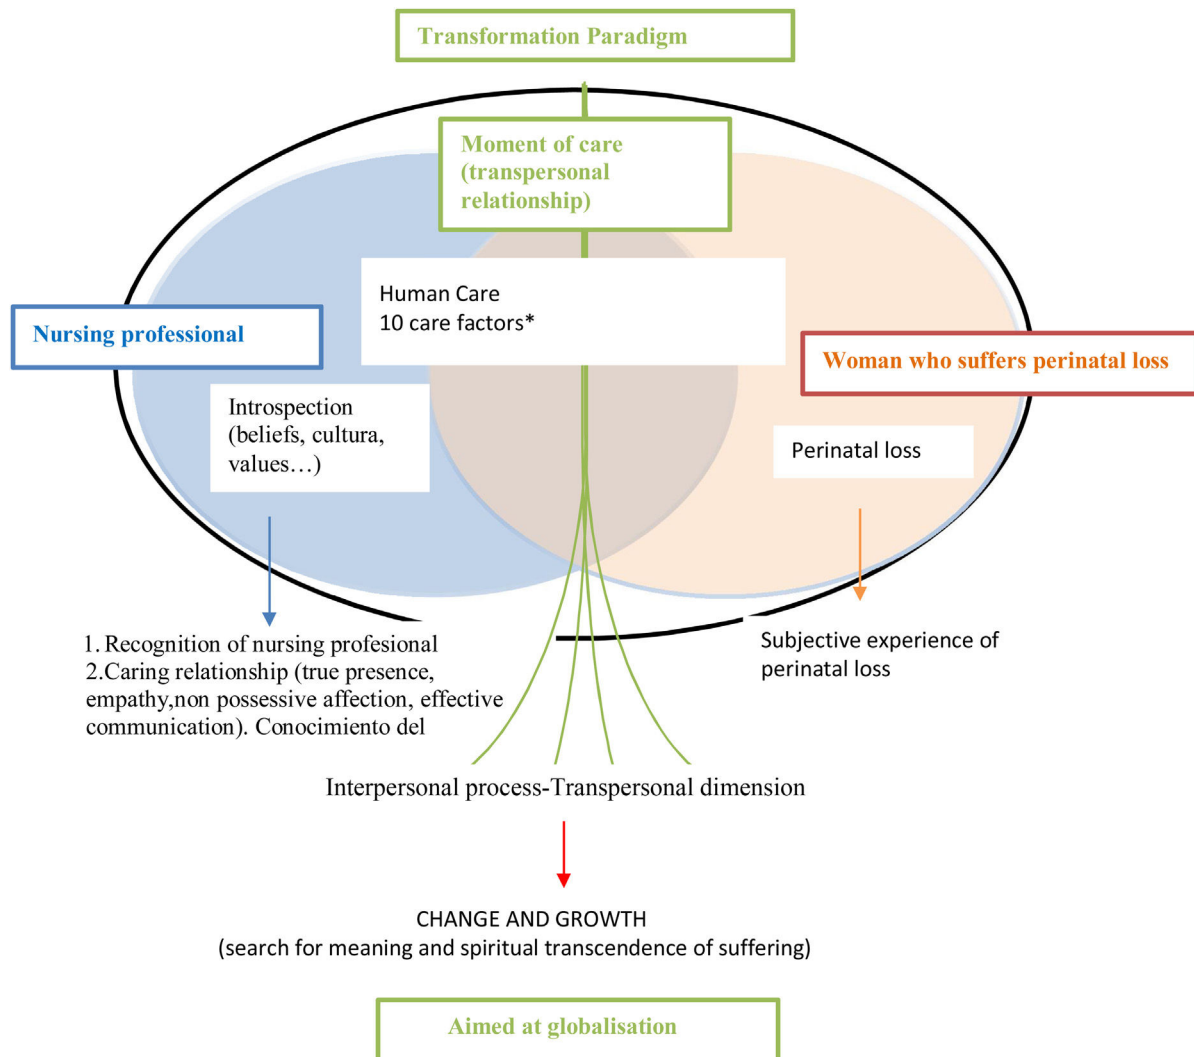 Transformation Paradigm
Moment of care
(transpersonal
relationship)
Human Care
10 care factors*
Nursing professional
Woman who suffers perinatal loss
Introspection
(beliefs, cultura,
values…)
Perinatal loss
1. Recognition of nursing profesional
2.Caring relationship (true presence,
empathy,non possessive affection, effective
communication). Conocimiento del
Subjective experience of
perinatal loss
Interpersonal process-Transpersonal dimension
CHANGE AND GROWTH
(search for meaning and spiritual transcendence of suffering)
Aimed at globalisation